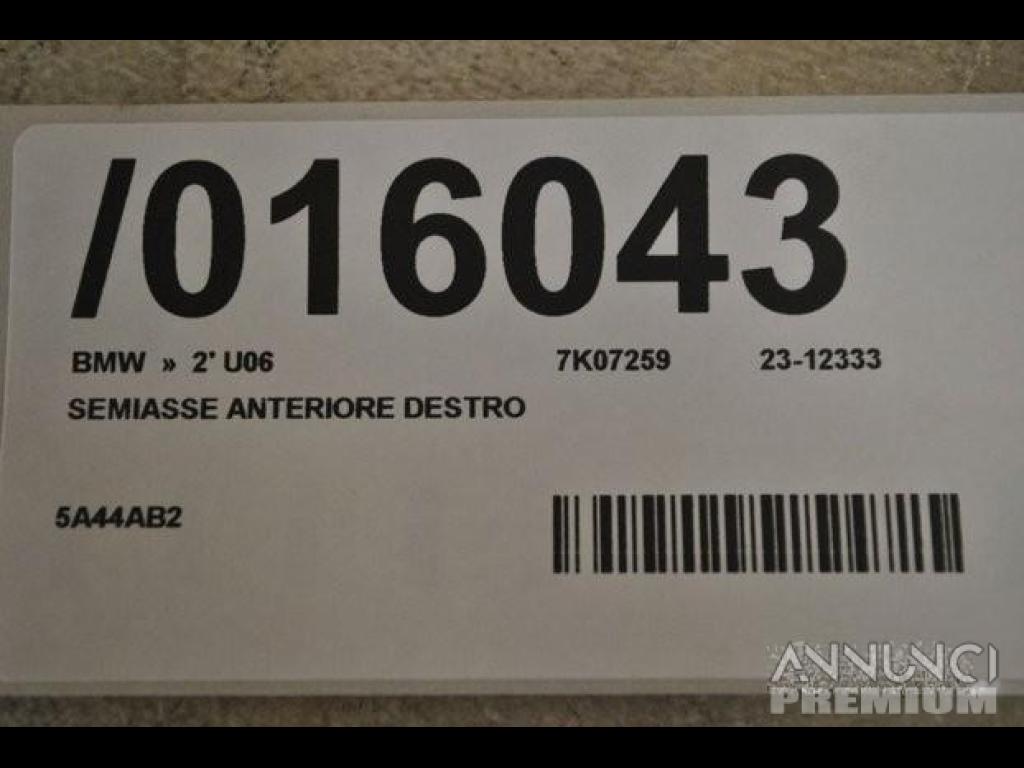 /016043
BMW » 2' U06 7K07259 23-12333
SEMIASSE ANTERIORE DESTRO
5A44AB2
ANNUNCI
PREMIUM